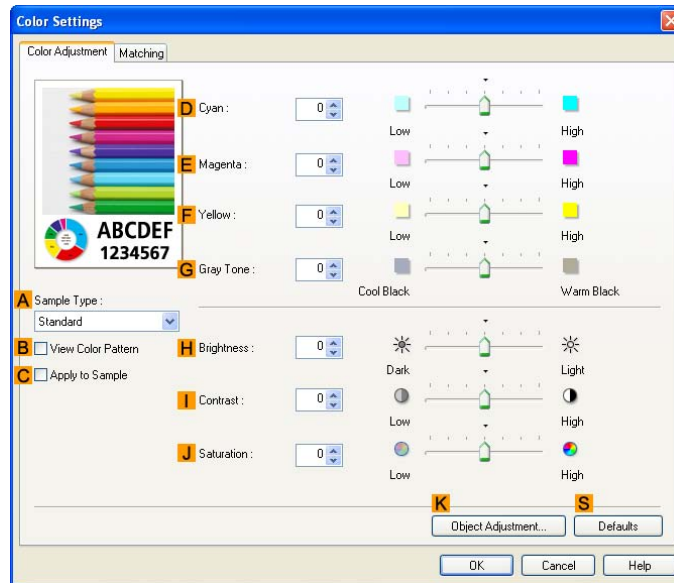 Color Settings
Color Adjustment Matching
D Cyan : 0
Low High
E Magenta : 0
Low High
F Yellow : 0
Low High
ABCDEF
1234567
G Gray Tone : 0
Cool Black Warm Black
A Sample Type :
Standard
B View Color Pattern
H Brightness : 0
Dark Light
C Apply to Sample
I Contrast : 0
Low High
J Saturation : 0
Low High
K S
Object Adjustment... Defaults
OK Cancel Help